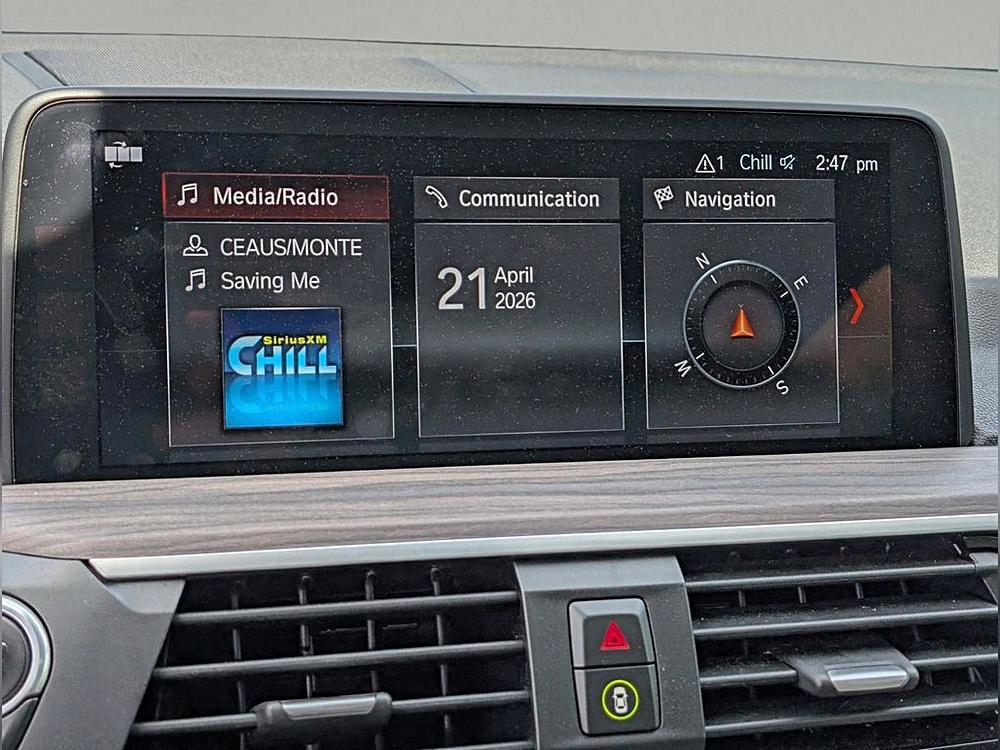 1 Chill 2:47 pm
Media/Radio
CEAUS/MONTE
Saving Me
SiriusXM
CHILL
Communication
21 April
2026
Navigation
N
E
W
S